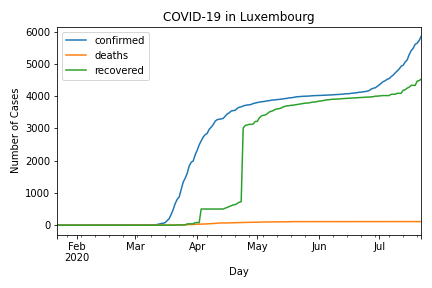 COVID-19 in Luxembourg
confirmed
deaths
recovered
Number of Cases
6000
5000
4000
3000
2000
1000
0
Feb
2020
Mar
Apr
May
Jun
Jul
Day